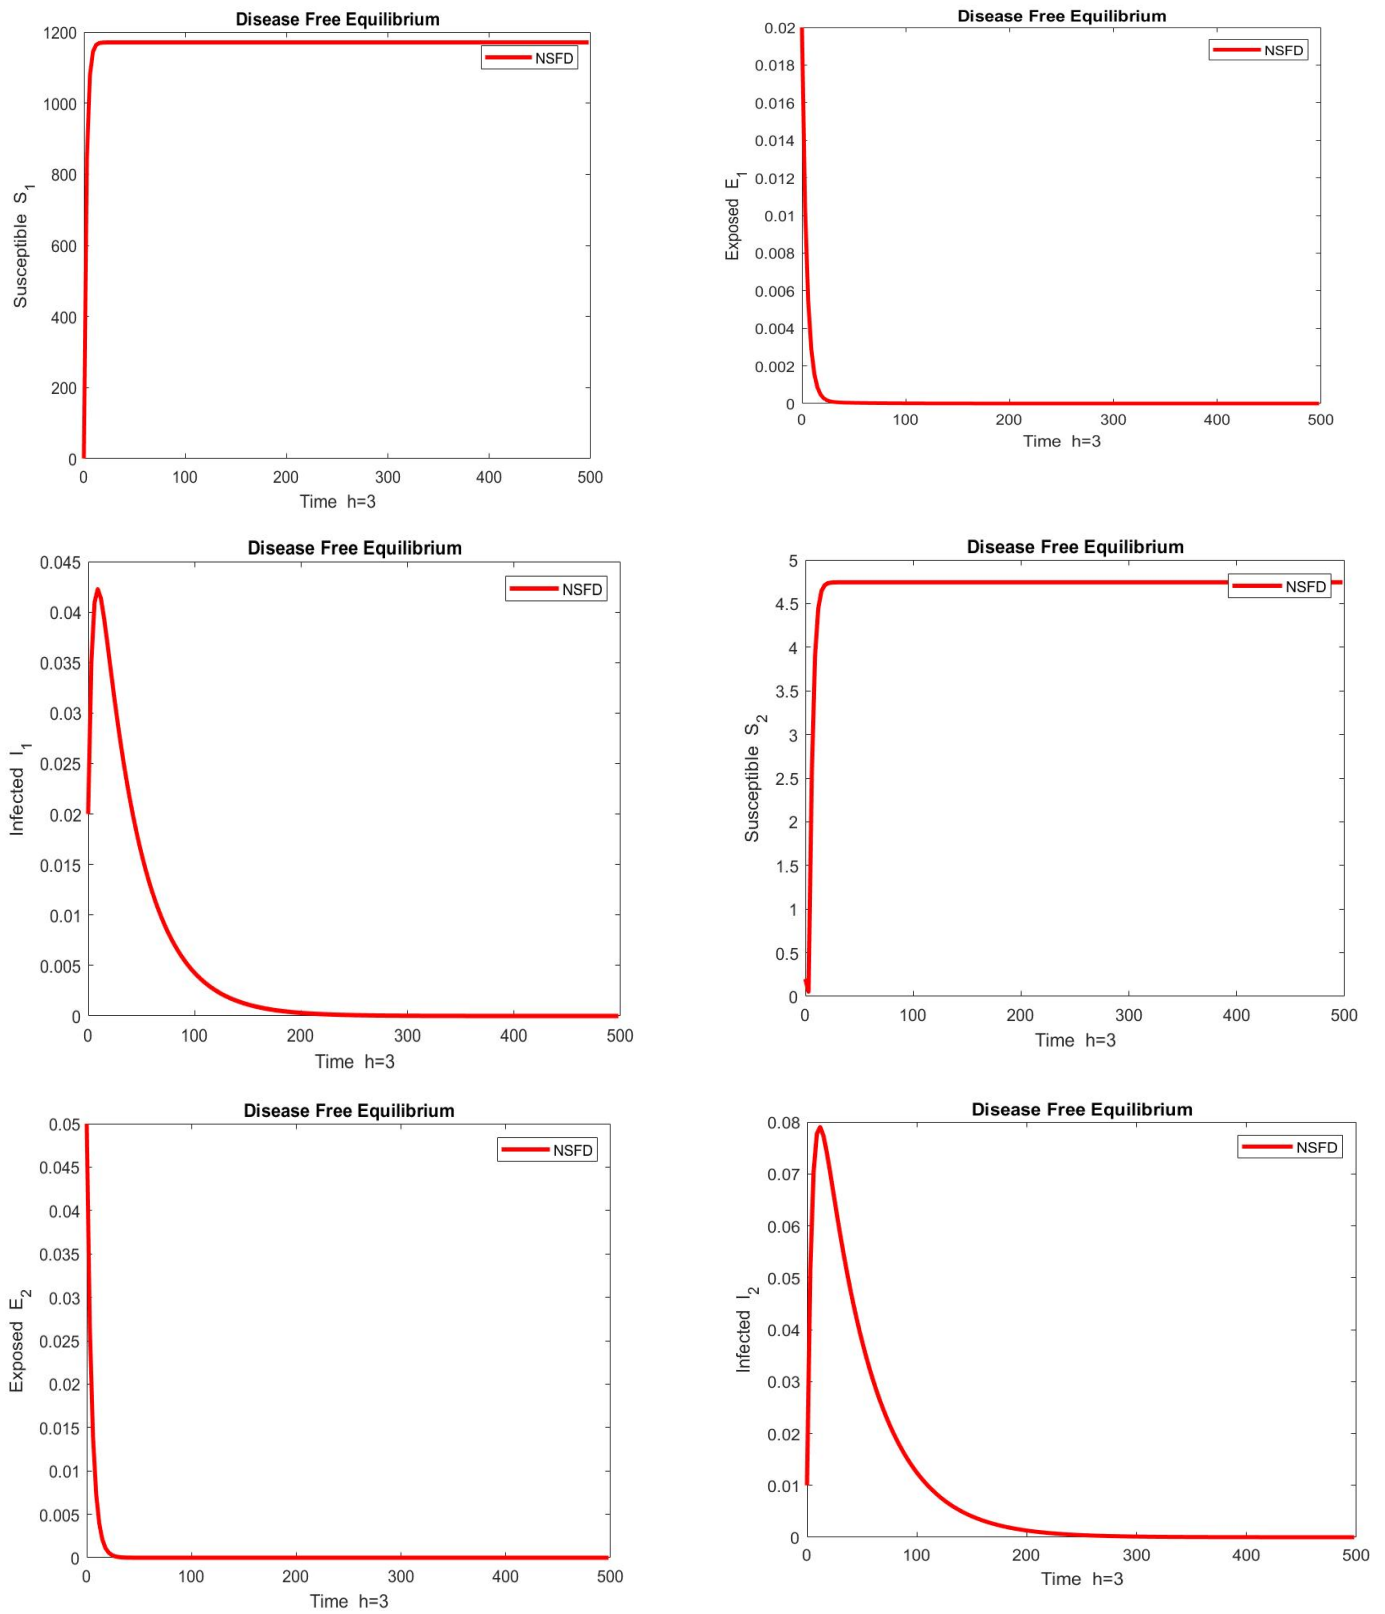 Disease Free Equilibrium
1200
1000
800
600
400
200
0
NSFD
Susceptible S1
0 100 200 300 400 500
Time h=3
Disease Free Equilibrium
0.02
0.018
0.016
0.014
0.012
0.01
0.008
0.006
0.004
0.002
0
NSFD
Exposed E1
0 100 200 300 400 500
Time h=3
Disease Free Equilibrium
0.045
0.04
0.035
0.03
0.025
0.02
0.015
0.01
0.005
0
NSFD
Infected I1
0 100 200 300 400 500
Time h=3
Disease Free Equilibrium
5
4.5
4
3.5
3
2.5
2
1.5
1
0.5
0
NSFD
Susceptible S2
0 100 200 300 400 500
Time h=3
Disease Free Equilibrium
0.05
0.045
0.04
0.035
0.03
0.025
0.02
0.015
0.01
0.005
0
NSFD
Exposed E2
0 100 200 300 400 500
Time h=3
Disease Free Equilibrium
0.08
0.07
0.06
0.05
0.04
0.03
0.02
0.01
0
NSFD
Infected I2
0 100 200 300 400 500
Time h=3